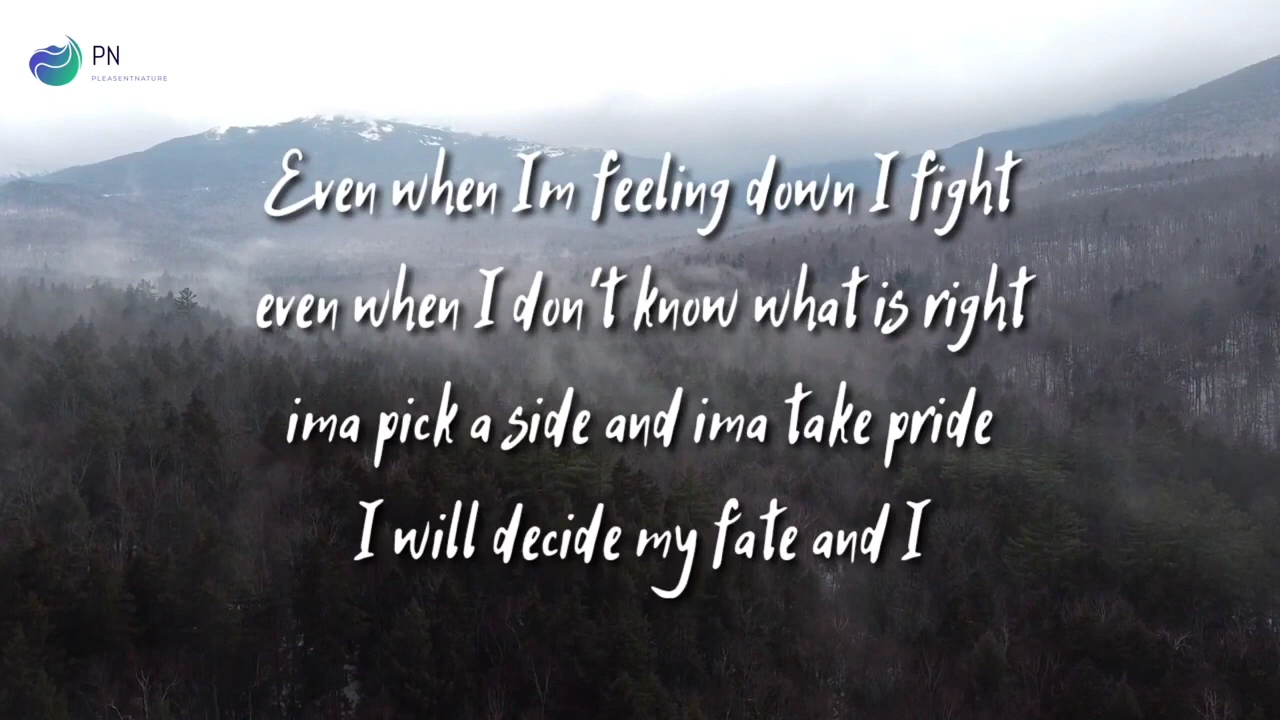 PN
PLEASENTNATURE
Even when Im feeling down I fight
even when I don't know what is right
ima pick a side and ima take pride
I will decide my fate and I